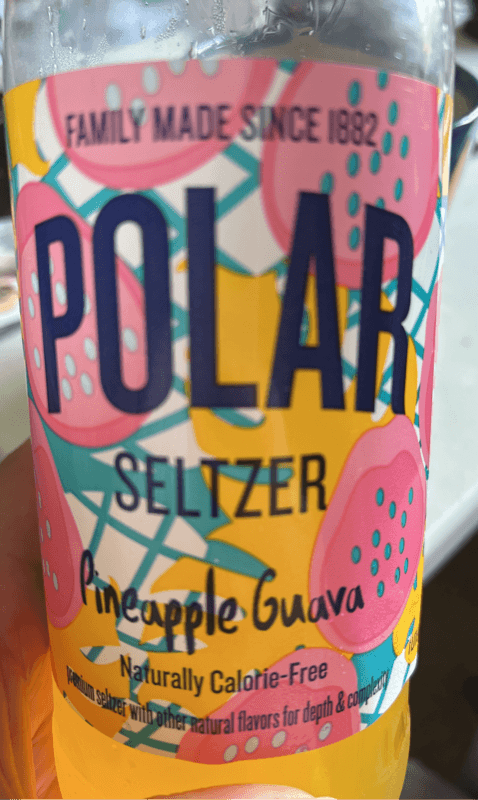 FAMILY MADE SINCE 1882
POLAR
SELTZER
Pineapple Guava
Naturally Calorie-Free
premium seltzer with other natural flavors for depth & complexity